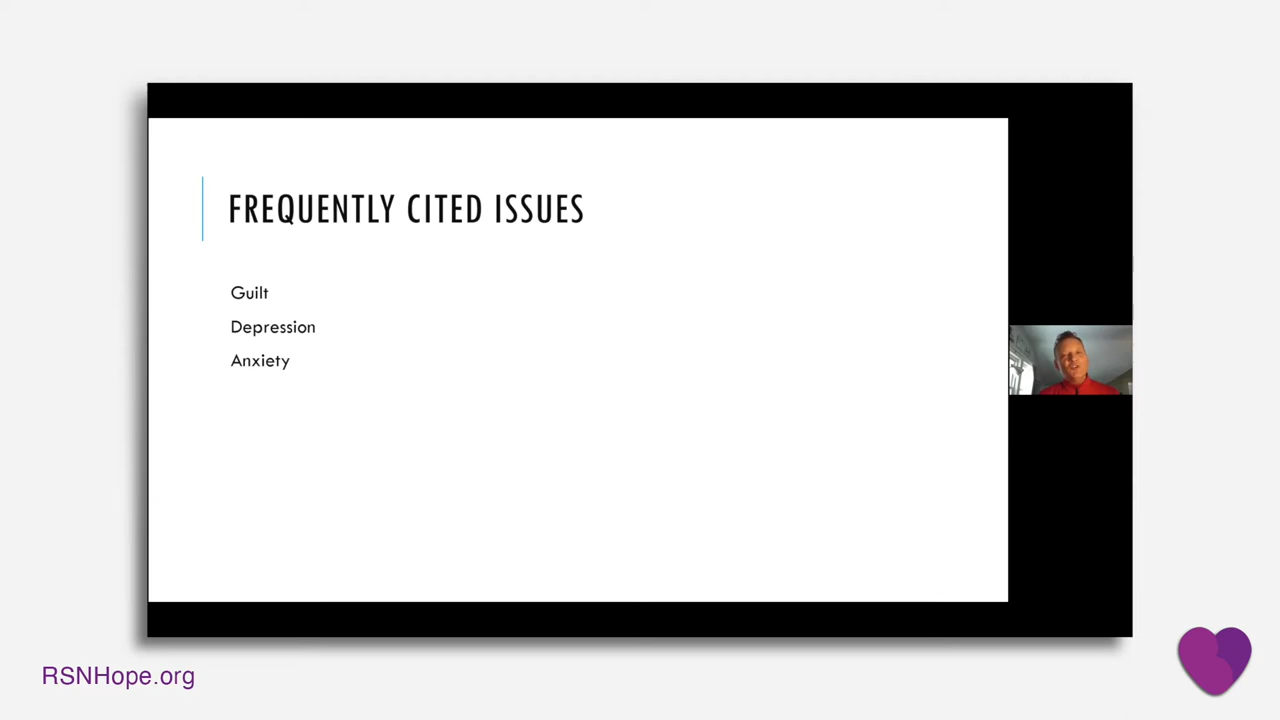 FREQUENTLY CITED ISSUES
Guilt
Depression
Anxiety
RSNHope.org